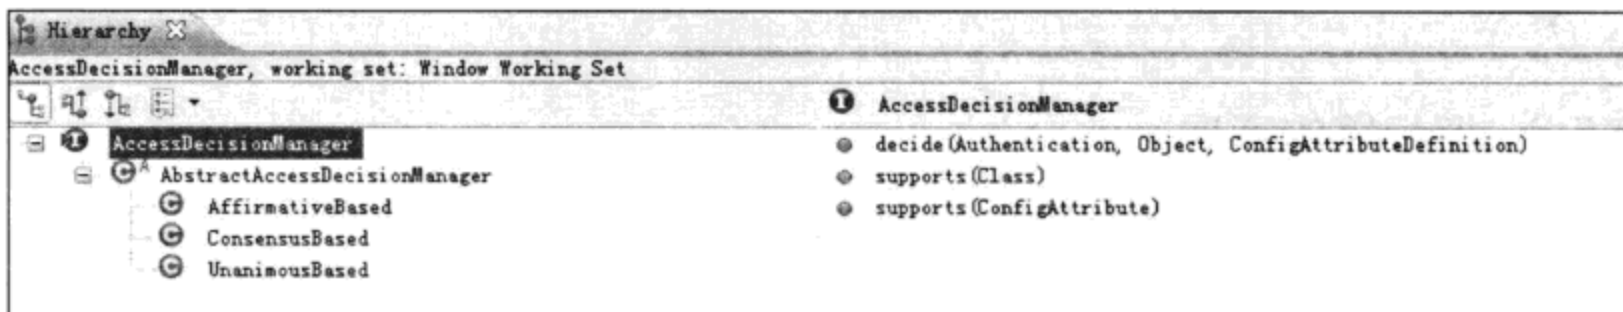 Hierarchy
AccessDecisionManager, working set: Window Working Set
AccessDecisionManager
AbstractAccessDecisionManager
AffirmativeBased
ConsensusBased
UnanimousBased
AccessDecisionManager
decide(Authentication, Object, ConfigAttributeDefinition)
supports(Class)
supports(ConfigAttribute)